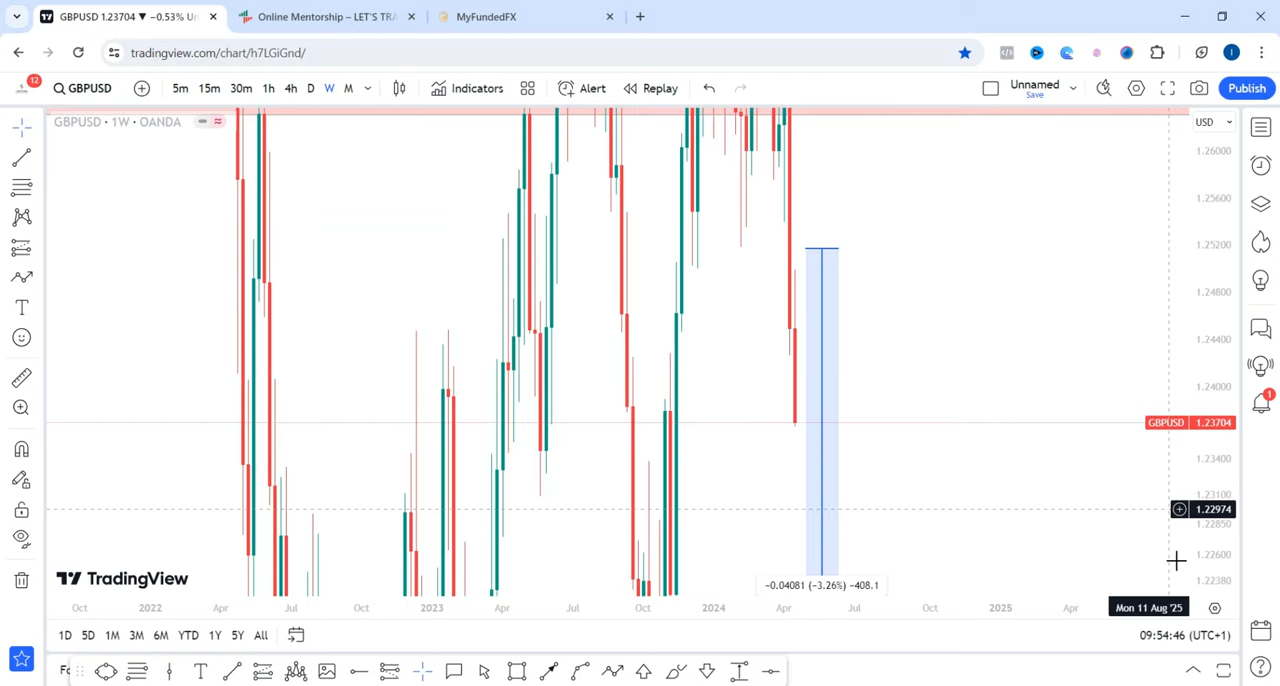 GBPUSD 1.23704 ▼ −0.53% Un
Online Mentorship – LET'S TRA
MyFundedFX
tradingview.com/chart/h7LGiGnd/
12
GBPUSD
5m 15m 30m 1h 4h D W M
Indicators
Alert
Replay
Unnamed
Save
Publish
GBPUSD · 1W · OANDA
USD
1.26000
1.25600
1.25200
1.24800
1.24400
1.24000
GBPUSD 1.23704
1.23400
1.23100
1.22974
1.22850
1.22600
1.22380
1
-0.04081 (-3.26%) -408.1
TradingView
Oct 2022 Apr Jul Oct 2023 Apr Jul Oct 2024 Apr Jul Oct 2025 Apr Mon 11 Aug '25
1D 5D 1M 3M 6M YTD 1Y 5Y All
09:54:46 (UTC+1)